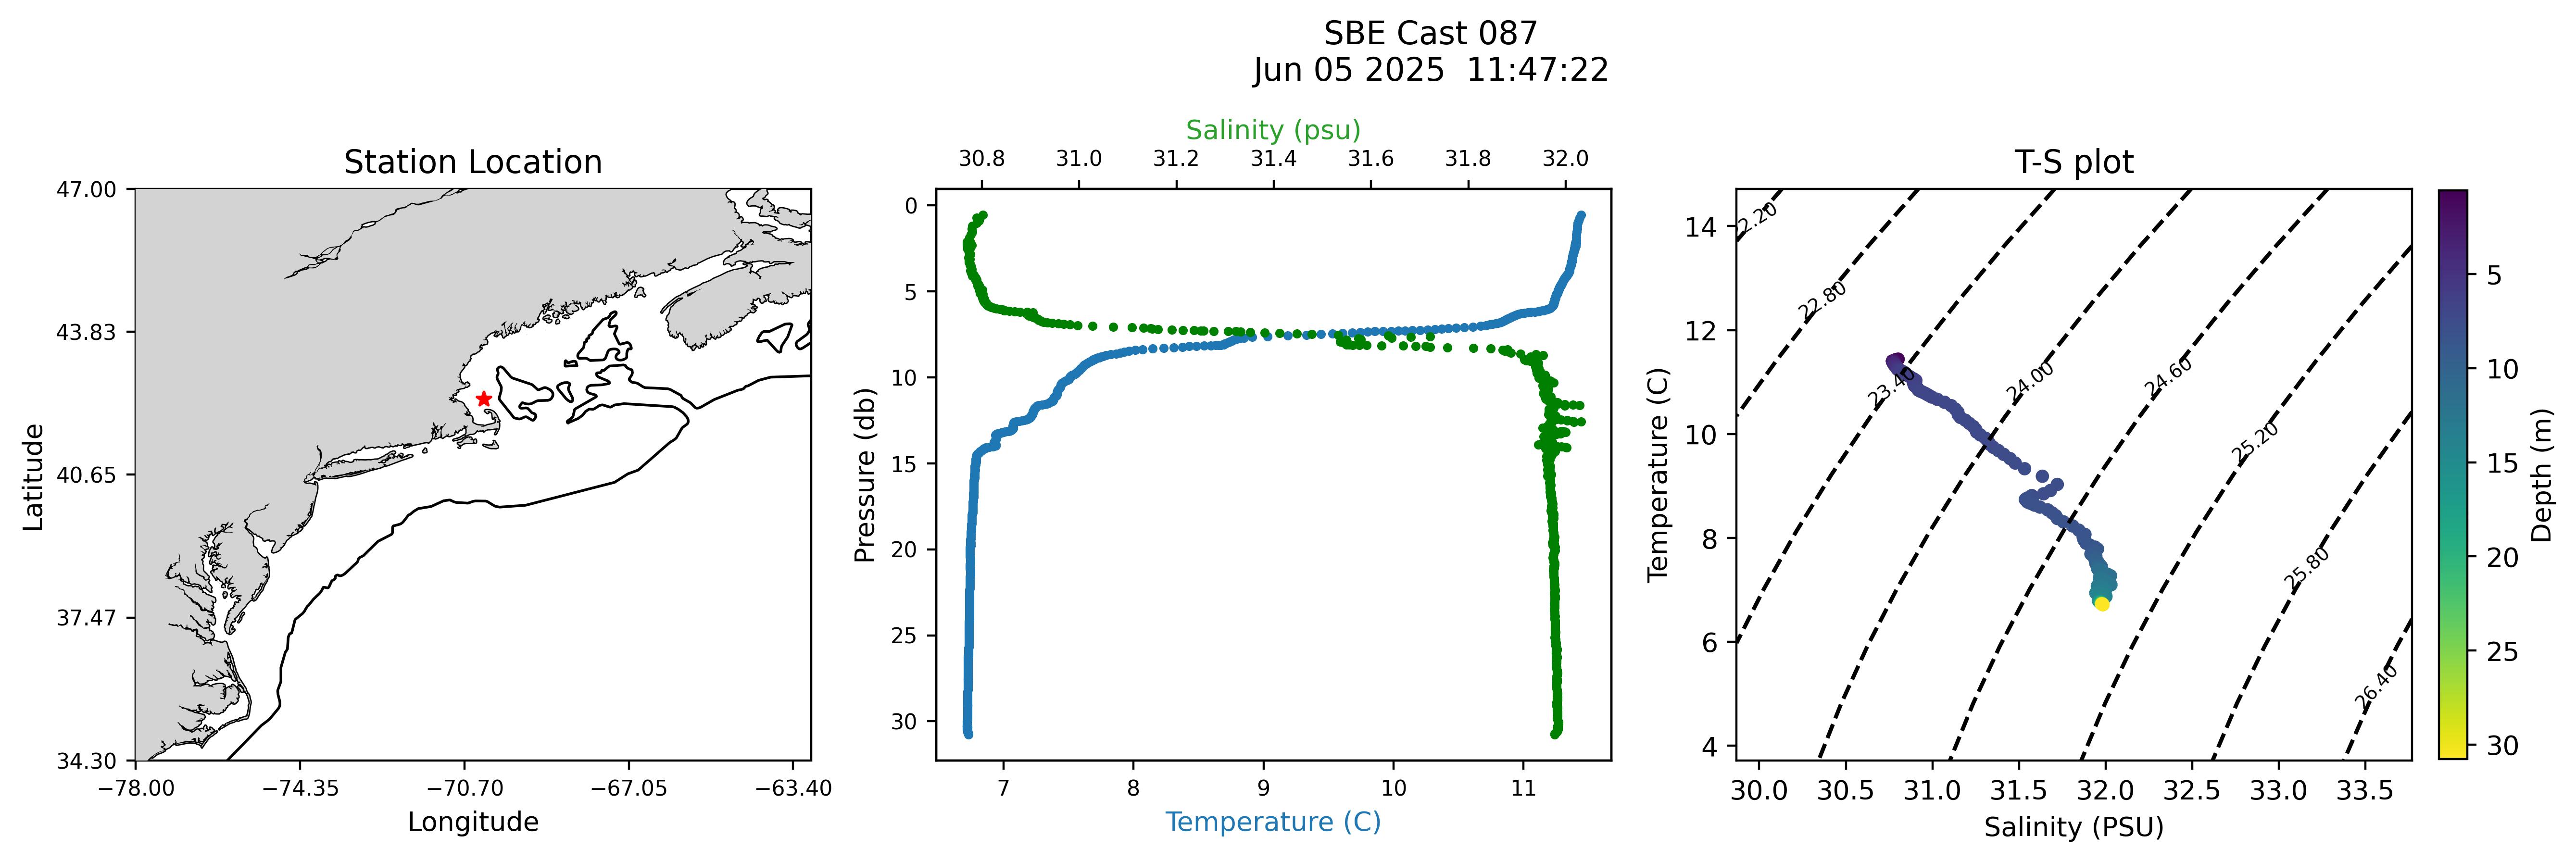 SBE Cast 087
Jun 05 2025  11:47:22
Station Location
47.00
43.83
40.65
37.47
34.30
Latitude
−78.00 −74.35 −70.70 −67.05 −63.40
Longitude
Salinity (psu)
30.8 31.0 31.2 31.4 31.6 31.8 32.0
0
5
10
15
20
25
30
Pressure (db)
7 8 9 10 11
Temperature (C)
T-S plot
14
12
10
8
6
4
Temperature (C)
2.20
22.80
23.40
24.00
24.60
25.20
25.80
26.40
30.0 30.5 31.0 31.5 32.0 32.5 33.0 33.5
Salinity (PSU)
5
10
15
20
25
30
Depth (m)